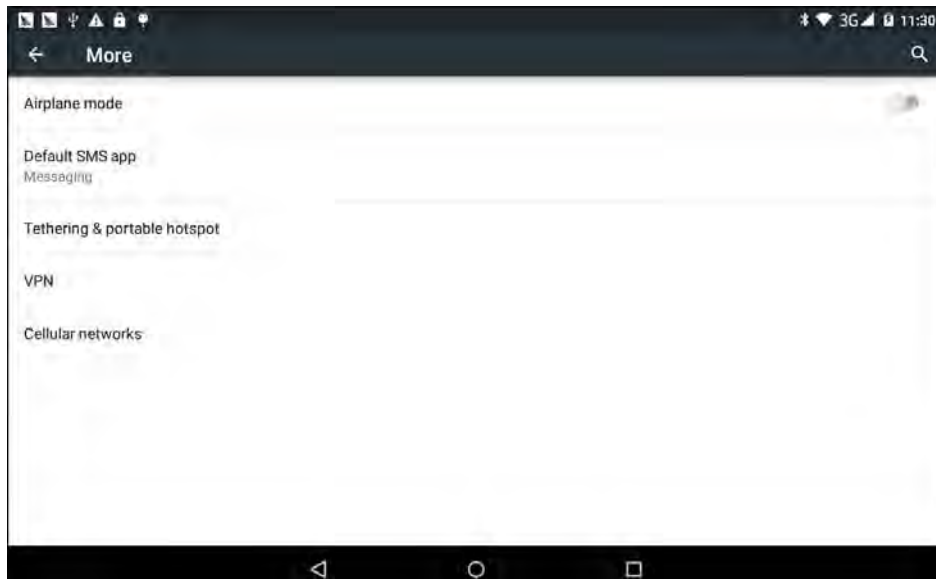 3G 11:30
More
Airplane mode
Default SMS app
Messaging
Tethering & portable hotspot
VPN
Cellular networks